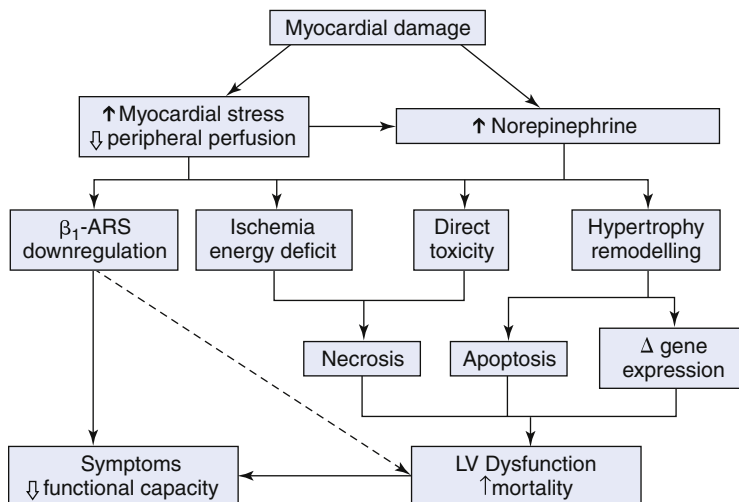 Myocardial damage
↑ Myocardial stress
⇩ peripheral perfusion
↑ Norepinephrine
β₁-ARS
downregulation
Ischemia
energy deficit
Direct
toxicity
Hypertrophy
remodelling
Necrosis
Apoptosis
Δ gene
expression
Symptoms
⇩ functional capacity
LV Dysfunction
↑mortality